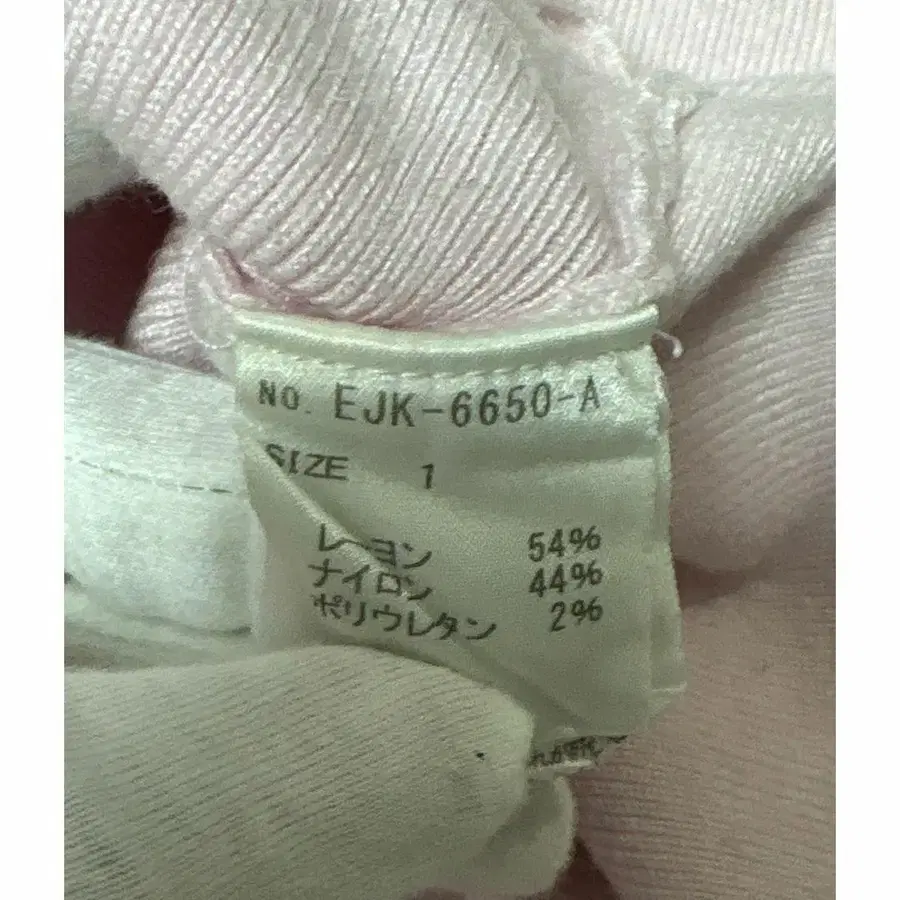 NO. EJK-6650-A
SIZE 1
レーヨン 54%
ナイロン 44%
ポリウレタン 2%